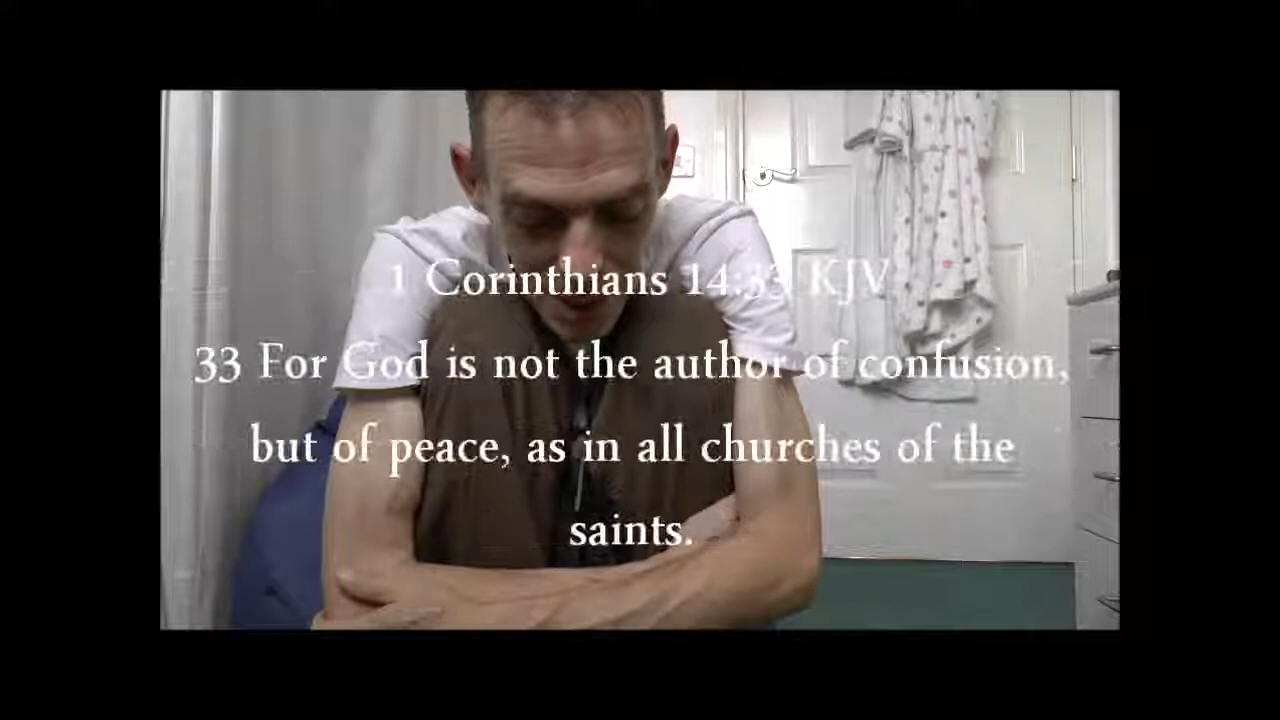 1 Corinthians 14:33 KJV
33 For God is not the author of confusion,
but of peace, as in all churches of the
saints.